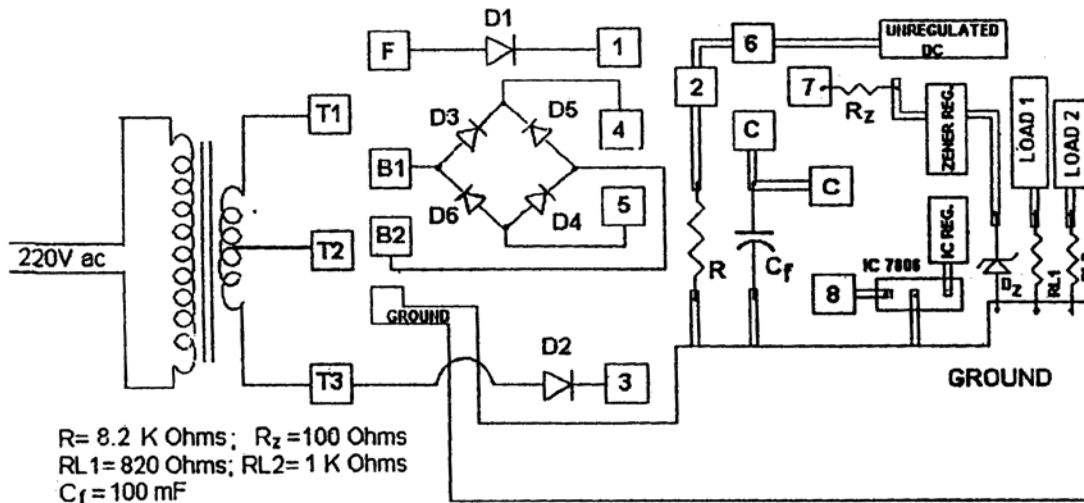 D1
F
1
6
UNREGULATED
DC
2
7
Rz
ZENER REG.
LOAD 1
LOAD 2
T1
D3
D5
4
C
C
B1
D6
D4
5
B2
T2
220V ac
R
Cf
IC 7806
IC REG.
8
Dz
RL1
GROUND
D2
T3
3
GROUND
R= 8.2 K Ohms; Rz =100 Ohms
RL1= 820 Ohms; RL2= 1 K Ohms
Cf = 100 mF